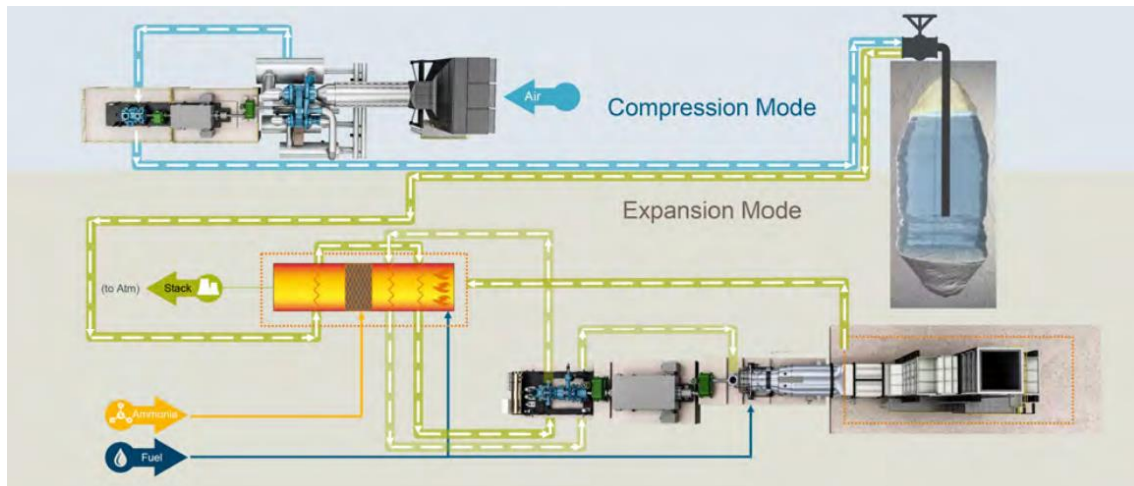 Air
Compression Mode
Expansion Mode
(to Atm)
Stack
Ammonia
Fuel